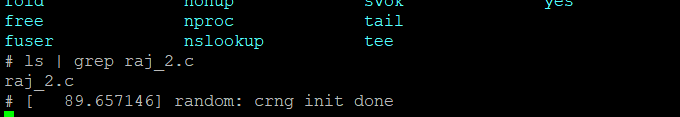 fold nohup svok yes
free nproc tail
fuser nslookup tee
# ls | grep raj_2.c
raj_2.c
# [   89.657146] random: crng init done